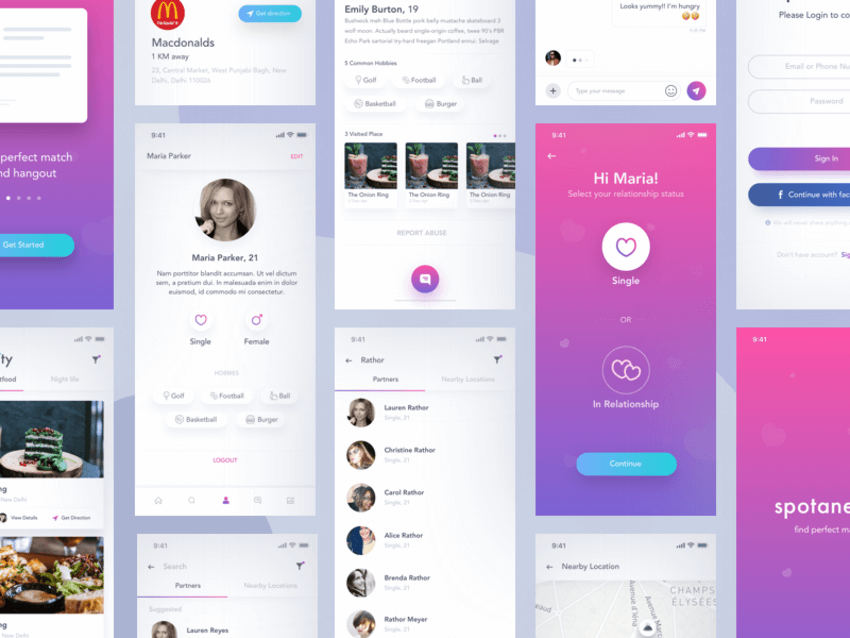 perfect match
nd hangout
Get Started
ty
tfood
Night life
ng
New Delhi
View Details
Get Direction
ng
New Delhi
McDonald's
Get direction
Macdonalds
1 KM away
23, Central Market, West Punjabi Bagh, New
Delhi, Delhi 110026
9:41
Maria Parker
EDIT
Maria Parker, 21
Nam porttitor blandit accumsan. Ut vel dictum
sem, a pretium dui. In malesuada enim in dolor
euismod, id commodo mi consectetur.
Single
Female
HOBBIES
Golf
Football
Ball
Basketball
Burger
LOGOUT
9:41
Search
Partners
Nearby Locations
Suggested
Lauren Reyes
Emily Burton, 19
Bushwick meh Blue Bottle pork belly mustache skateboard 3
wolf moon. Actually beard single-origin coffee, twee 90's PBR
Echo Park sartorial try-hard freegan Portland ennui. Selvage
5 Common Hobbies
Golf
Football
Ball
Basketball
Burger
3 Visited Place
The Onion Ring
The Onion Ring
The Onion Ring
REPORT ABUSE
9:41
Rathor
Partners
Nearby Locations
Lauren Rathor
Single, 21
Christine Rathor
Single, 21
Carol Rathor
Single, 21
Alice Rathor
Single, 21
Brenda Rathor
Single, 21
Rathor Meyer
Single, 21
Looks yummy!! I'm hungry
Type your message
9:41
Hi Maria!
Select your relationship status
Single
OR
In Relationship
Continue
9:41
Nearby Location
CHAMPS
ELYSÉES
Avenue d'Iéna
Avenue Marc
Please Login to co
Email or Phone Nu
Password
Sign In
f Continue with fac
We will never share anything
Don't have account? Sig
9:41
spotane
find perfect m